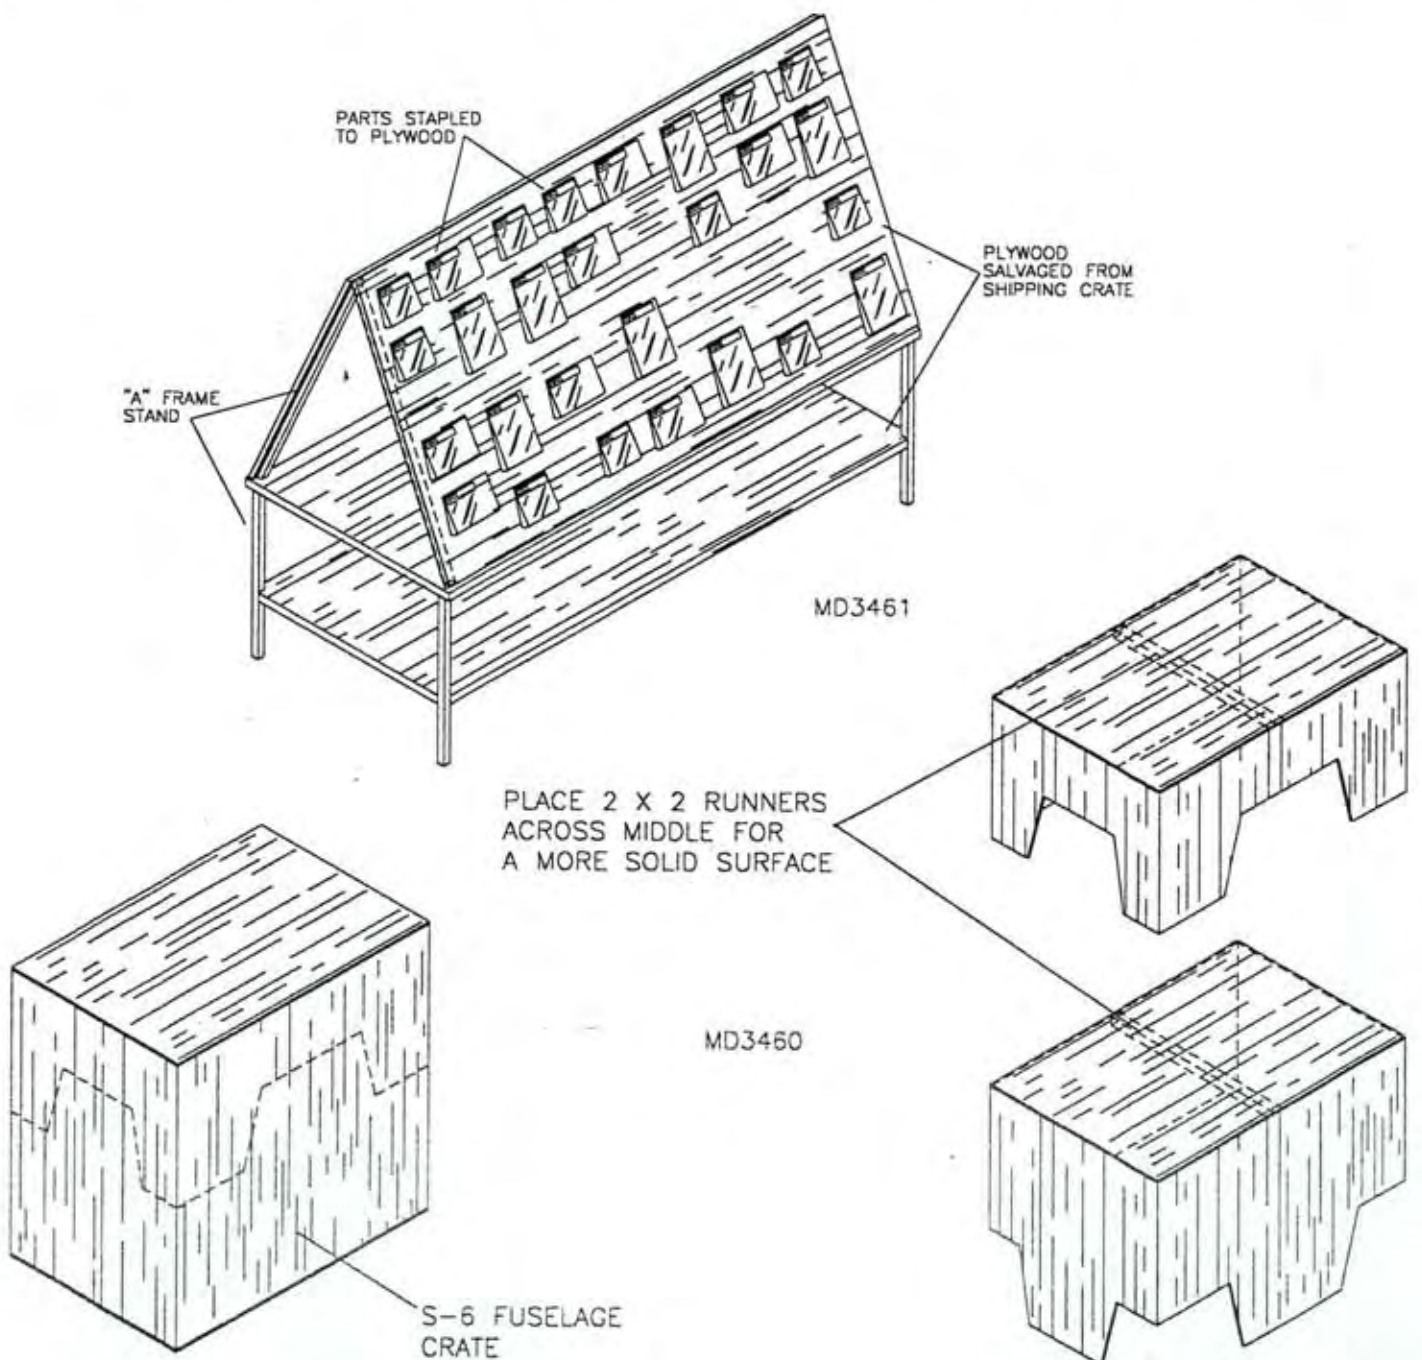 PARTS STAPLED
TO PLYWOOD
PLYWOOD
SALVAGED FROM
SHIPPING CRATE
"A" FRAME
STAND
MD3461
PLACE 2 X 2 RUNNERS
ACROSS MIDDLE FOR
A MORE SOLID SURFACE
MD3460
S-6 FUSELAGE
CRATE